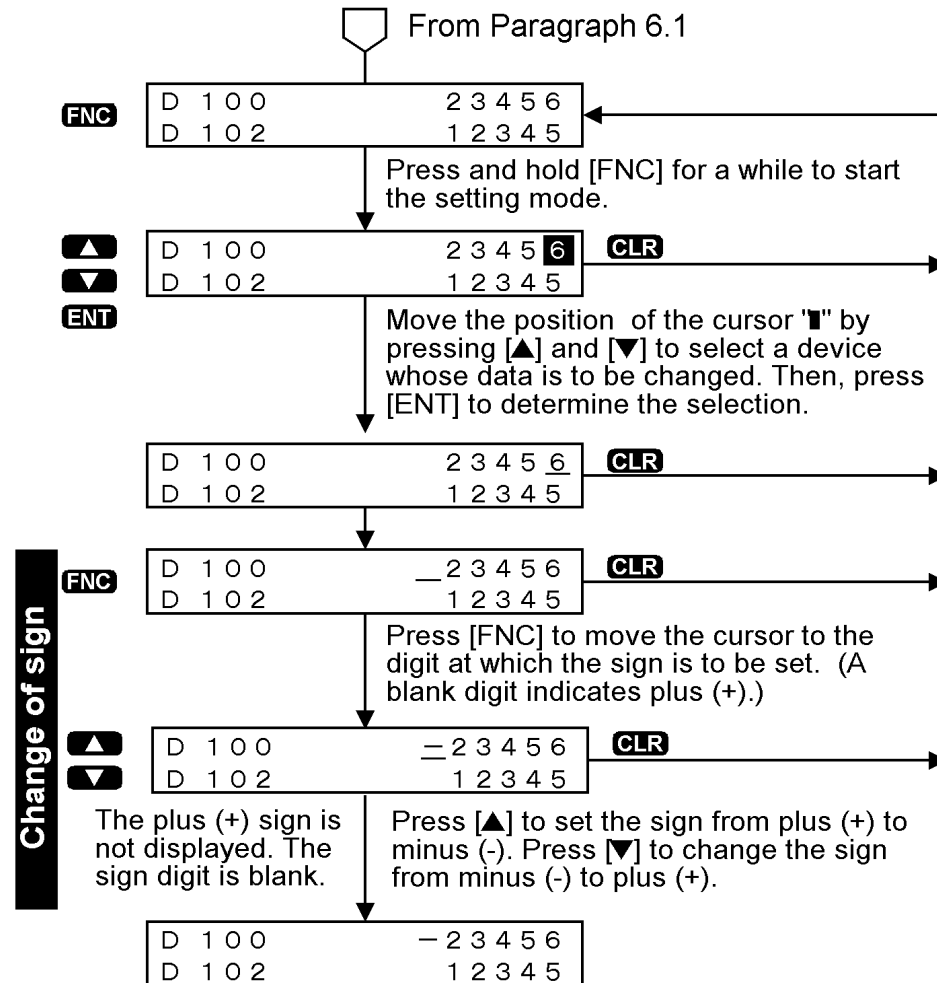 From Paragraph 6.1
FNC
D 100 23456
D 102 12345
Press and hold [FNC] for a while to start
the setting mode.
▲
▼
ENT
D 100 23456
D 102 12345
CLR
Move the position of the cursor "▮" by
pressing [▲] and [▼] to select a device
whose data is to be changed. Then, press
[ENT] to determine the selection.
D 100 23456
D 102 12345
CLR
Change of sign
FNC
D 100 _23456
D 102 12345
CLR
Press [FNC] to move the cursor to the
digit at which the sign is to be set. (A
blank digit indicates plus (+).)
▲
▼
D 100 -23456
D 102 12345
CLR
The plus (+) sign is
not displayed. The
sign digit is blank.
Press [▲] to set the sign from plus (+) to
minus (-). Press [▼] to change the sign
from minus (-) to plus (+).
D 100 -23456
D 102 12345